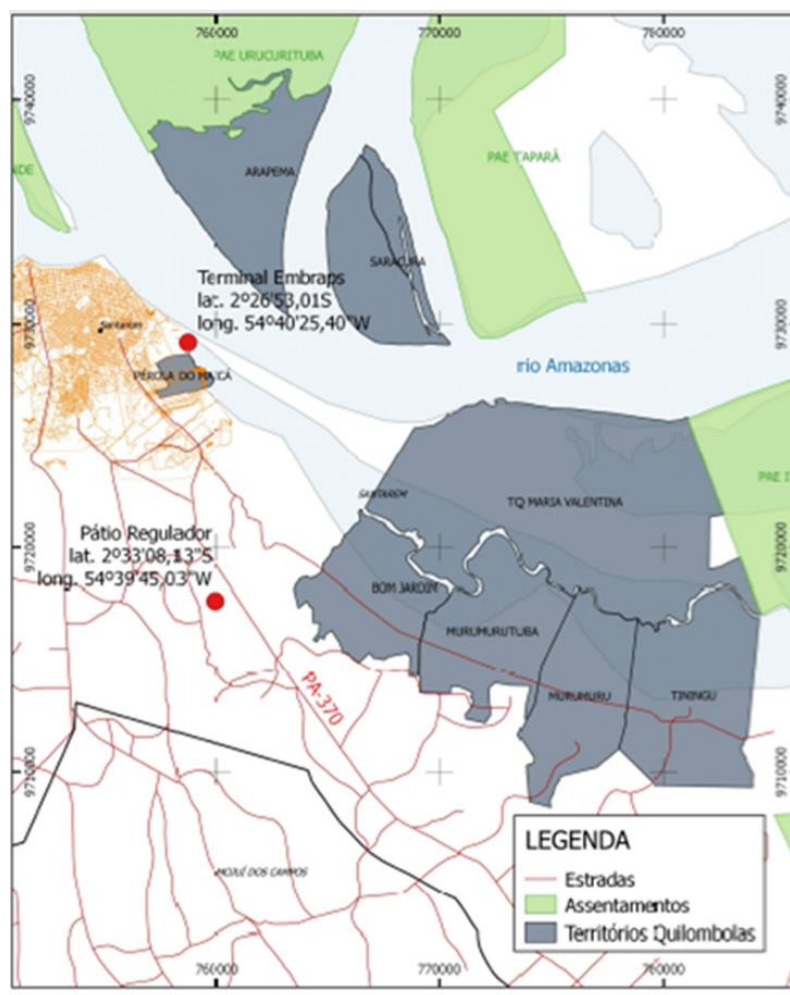 760000
770000
780000
PAE URUCURITUBA
9740000
9740000
PAE TAPARÁ
NDE
ARAPEMA
SARACURA
Terminal Embraps
lat. 2º26'53,01S
long. 54º40'25,40"W
9730000
9730000
Santarém
rio Amazonas
PÉROLA DO MAICÁ
PAE I
SANTARÉM
TQ MARIA VALENTINA
9720000
9720000
Pátio Regulador
lat. 2º33'08,13"S
long. 54º39'45,03"W
BOM JARDIM
MURUMURUTUBA
PA-370
MURUMURU
TININGU
9710000
9710000
MOJUÍ DOS CAMPOS
LEGENDA
Estradas
Assentamentos
Territórios Quilombolas
760000
770000
780000